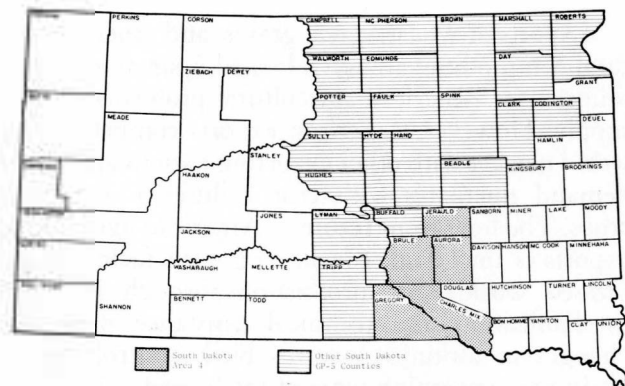 PERKINS
CORSON
CAMPBELL
MC PHERSON
BROWN
MARSHALL
ROBERTS
ZIEBACH
DEWEY
WALWORTH
EDMUNDS
DAY
GRANT
MEADE
POTTER
FAULK
SPINK
CLARK
CODINGTON
DEUEL
HAMLIN
SULLY
HYDE
HAND
STANLEY
HAAKON
HUGHES
BEADLE
KINGSBURY
BROOKINGS
JONES
LYMAN
BUFFALO
JERAULD
SANBORN
MINER
LAKE
MOODY
JACKSON
BRULE
AURORA
DAVISON
HANSON
MC COOK
MINNEHAHA
WASHABAUGH
MELLETTE
TRIPP
DOUGLAS
HUTCHINSON
TURNER
LINCOLN
SHANNON
BENNETT
TODD
GREGORY
CHARLES MIX
BON HOMME
YANKTON
CLAY
UNION
South Dakota
Area 4
Other South Dakota
GP-5 Counties